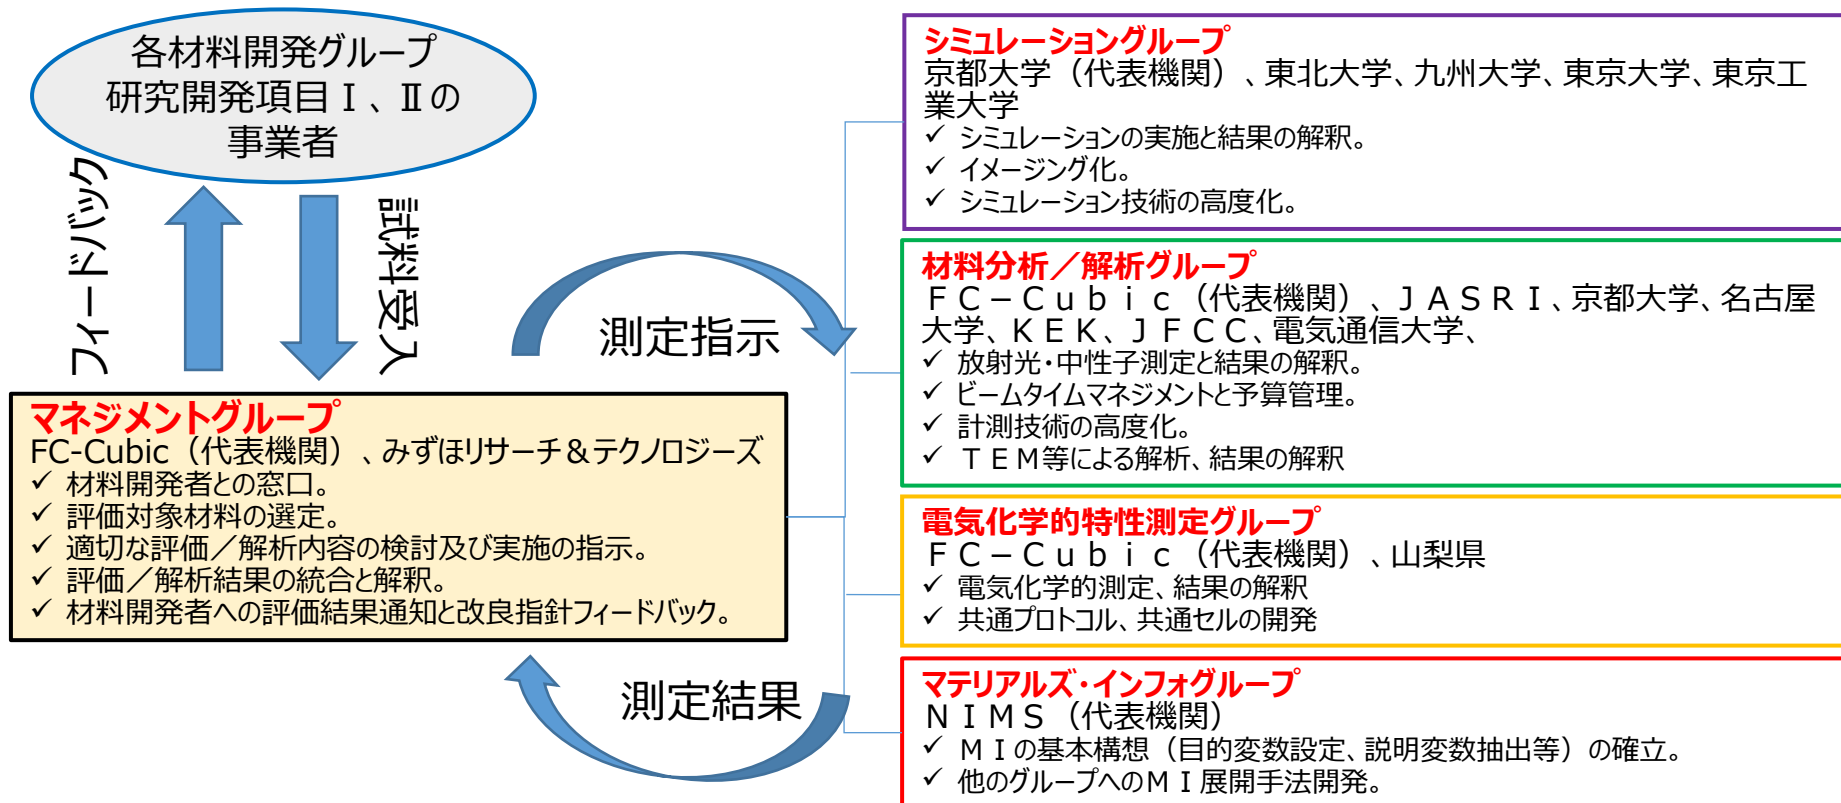 各材料開発グループ
研究開発項目Ⅰ、Ⅱの
事業者
フィードバック
試料受入
測定指示
マネジメントグループ
FC-Cubic（代表機関）、みずほリサーチ＆テクノロジーズ
✓ 材料開発者との窓口。
✓ 評価対象材料の選定。
✓ 適切な評価／解析内容の検討及び実施の指示。
✓ 評価／解析結果の統合と解釈。
✓ 材料開発者への評価結果通知と改良指針フィードバック。
測定結果
シミュレーショングループ
京都大学（代表機関）、東北大学、九州大学、東京大学、東京工
業大学
✓ シミュレーションの実施と結果の解釈。
✓ イメージング化。
✓ シミュレーション技術の高度化。
材料分析／解析グループ
ＦＣ－Ｃｕｂｉｃ（代表機関）、ＪＡＳＲＩ、京都大学、名古屋
大学、ＫＥＫ、ＪＦＣＣ、電気通信大学、
✓ 放射光・中性子測定と結果の解釈。
✓ ビームタイムマネジメントと予算管理。
✓ 計測技術の高度化。
✓ ＴＥＭ等による解析、結果の解釈
電気化学的特性測定グループ
ＦＣ－Ｃｕｂｉｃ（代表機関）、山梨県
✓ 電気化学的測定、結果の解釈
✓ 共通プロトコル、共通セルの開発
マテリアルズ・インフォグループ
ＮＩＭＳ（代表機関）
✓ ＭＩの基本構想（目的変数設定、説明変数抽出等）の確立。
✓ 他のグループへのＭＩ展開手法開発。